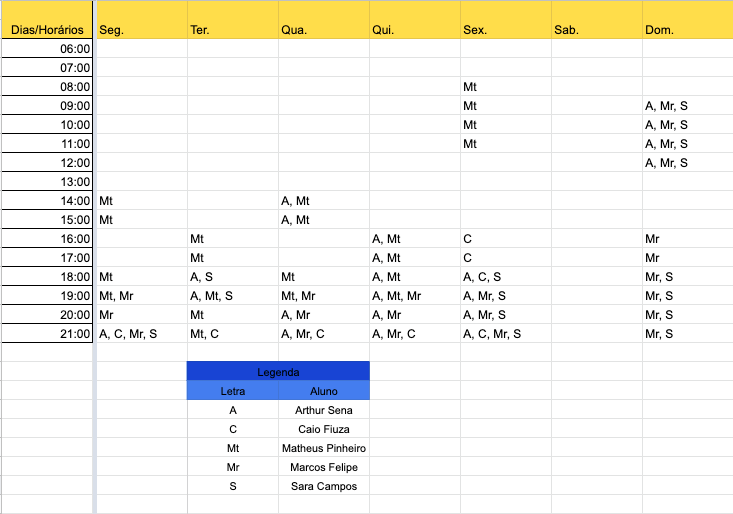 Dias/Horários Seg. Ter. Qua. Qui. Sex. Sab. Dom.
06:00
07:00
08:00 Mt
09:00 Mt A, Mr, S
10:00 Mt A, Mr, S
11:00 Mt A, Mr, S
12:00 A, Mr, S
13:00
14:00 Mt A, Mt
15:00 Mt A, Mt
16:00 Mt A, Mt C Mr
17:00 Mt A, Mt C Mr
18:00 Mt A, S Mt A, Mt A, C, S Mr, S
19:00 Mt, Mr A, Mt, S Mt, Mr A, Mt, Mr A, Mr, S Mr, S
20:00 Mr Mt A, Mr A, Mr A, Mr, S Mr, S
21:00 A, C, Mr, S Mt, C A, Mr, C A, Mr, C A, C, Mr, S Mr, S
Legenda
Letra Aluno
A Arthur Sena
C Caio Fiuza
Mt Matheus Pinheiro
Mr Marcos Felipe
S Sara Campos